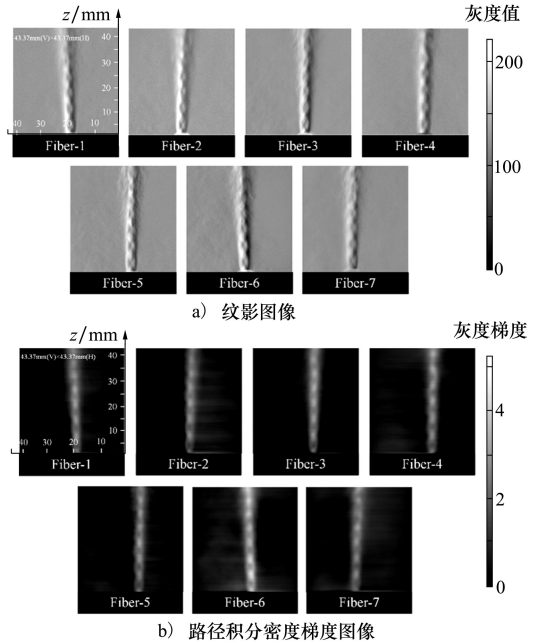 z/mm
灰度值
43.37mm(V)×43.37mm(H)
40
30
20
10
40
20
10
Fiber-1
Fiber-2
Fiber-3
Fiber-4
200
100
0
Fiber-5
Fiber-6
Fiber-7
a) 纹影图像
z/mm
灰度梯度
43.37mm(V)×43.37mm(H)
40
30
20
10
40
30
20
10
Fiber-1
Fiber-2
Fiber-3
Fiber-4
4
2
0
Fiber-5
Fiber-6
Fiber-7
b) 路径积分密度梯度图像